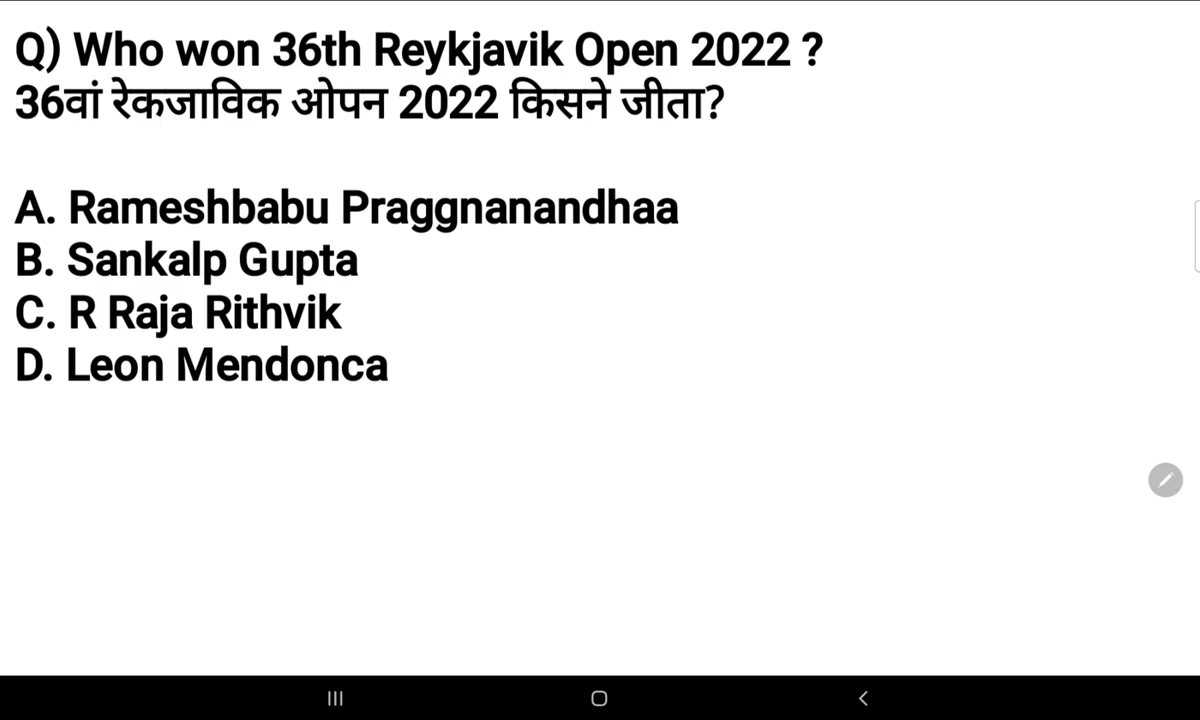 Q) Who won 36th Reykjavik Open 2022 ?
36वां रेकजाविक ओपन 2022 किसने जीता?
A. Rameshbabu Praggnanandhaa
B. Sankalp Gupta
C. R Raja Rithvik
D. Leon Mendonca